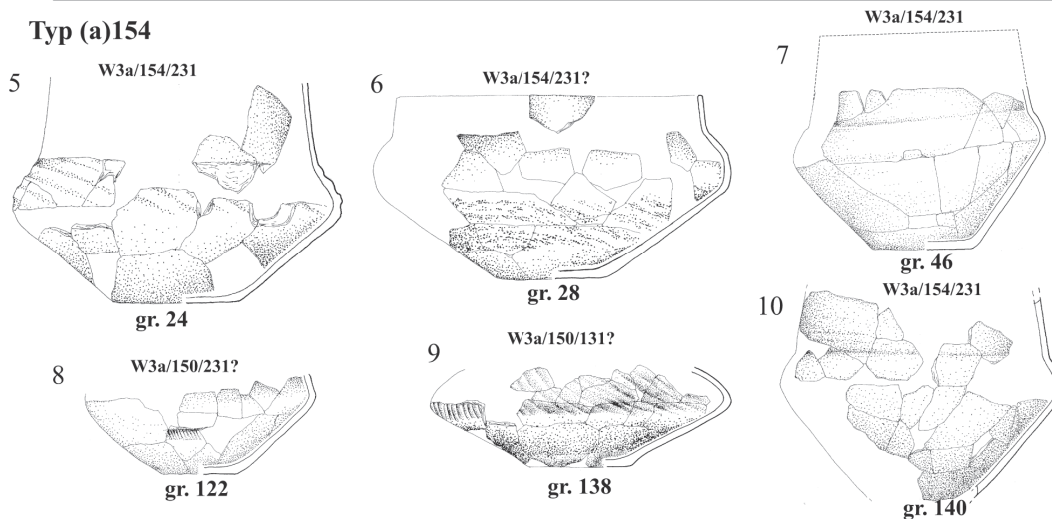 Typ (a)154
5
W3a/154/231
gr. 24
6
W3a/154/231?
gr. 28
7
W3a/154/231
gr. 46
8
W3a/150/231?
gr. 122
9
W3a/150/131?
gr. 138
10
W3a/154/231
gr. 140